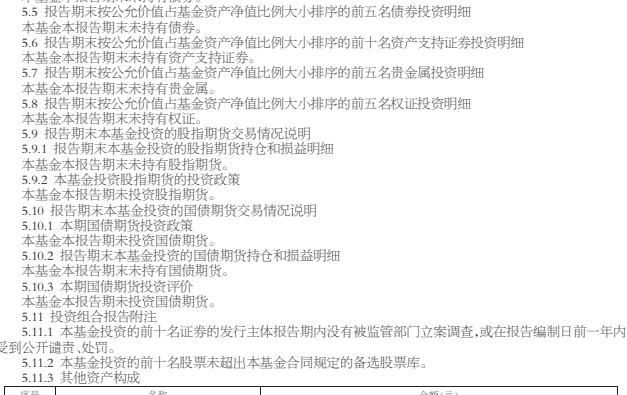 5.5 报告期末按公允价值占基金资产净值比例大小排序的前五名债券投资明细
本基金本报告期末未持有债券。
5.6 报告期末按公允价值占基金资产净值比例大小排序的前十名资产支持证券投资明细
本基金本报告期末未持有资产支持证券。
5.7 报告期末按公允价值占基金资产净值比例大小排序的前五名贵金属投资明细
本基金本报告期末未持有贵金属。
5.8 报告期末按公允价值占基金资产净值比例大小排序的前五名权证投资明细
本基金本报告期末未持有权证。
5.9 报告期末本基金投资的股指期货交易情况说明
5.9.1 报告期末本基金投资的股指期货持仓和损益明细
本基金本报告期末未持有股指期货。
5.9.2 本基金投资股指期货的投资政策
本基金本报告期未投资股指期货。
5.10 报告期末本基金投资的国债期货交易情况说明
5.10.1 本期国债期货投资政策
本基金本报告期未投资国债期货。
5.10.2 报告期末本基金投资的国债期货持仓和损益明细
本基金本报告期末未持有国债期货。
5.10.3 本期国债期货投资评价
本基金本报告期未投资国债期货。
5.11 投资组合报告附注
5.11.1 本基金投资的前十名证券的发行主体报告期内没有被监管部门立案调查,或在报告编制日前一年内
受到公开谴责、处罚。
5.11.2 本基金投资的前十名股票未超出本基金合同规定的备选股票库。
5.11.3 其他资产构成
序号 名称 金额(元)